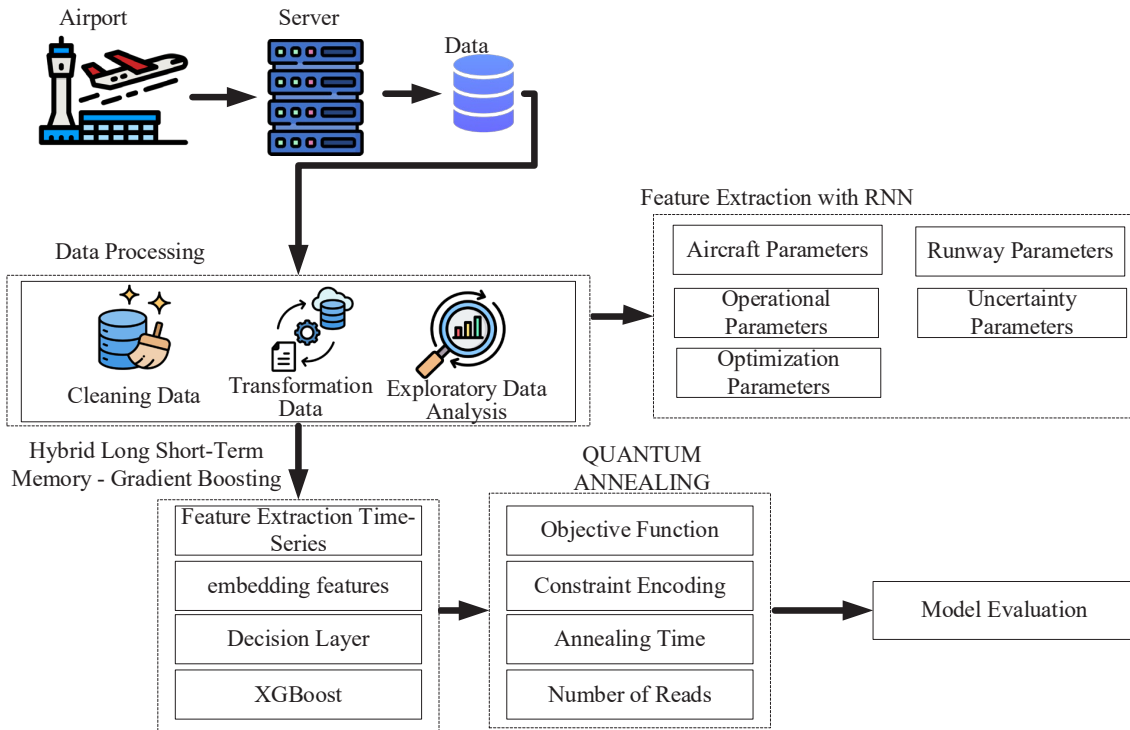 Airport
Server
Data
Feature Extraction with RNN
Aircraft Parameters
Runway Parameters
Operational
Parameters
Uncertainty
Parameters
Optimization
Parameters
Data Processing
Cleaning Data
Transformation
Data
Exploratory Data
Analysis
Hybrid Long Short-Term
Memory - Gradient Boosting
Feature Extraction Time-
Series
embedding features
Decision Layer
XGBoost
QUANTUM
ANNEALING
Objective Function
Constraint Encoding
Annealing Time
Number of Reads
Model Evaluation